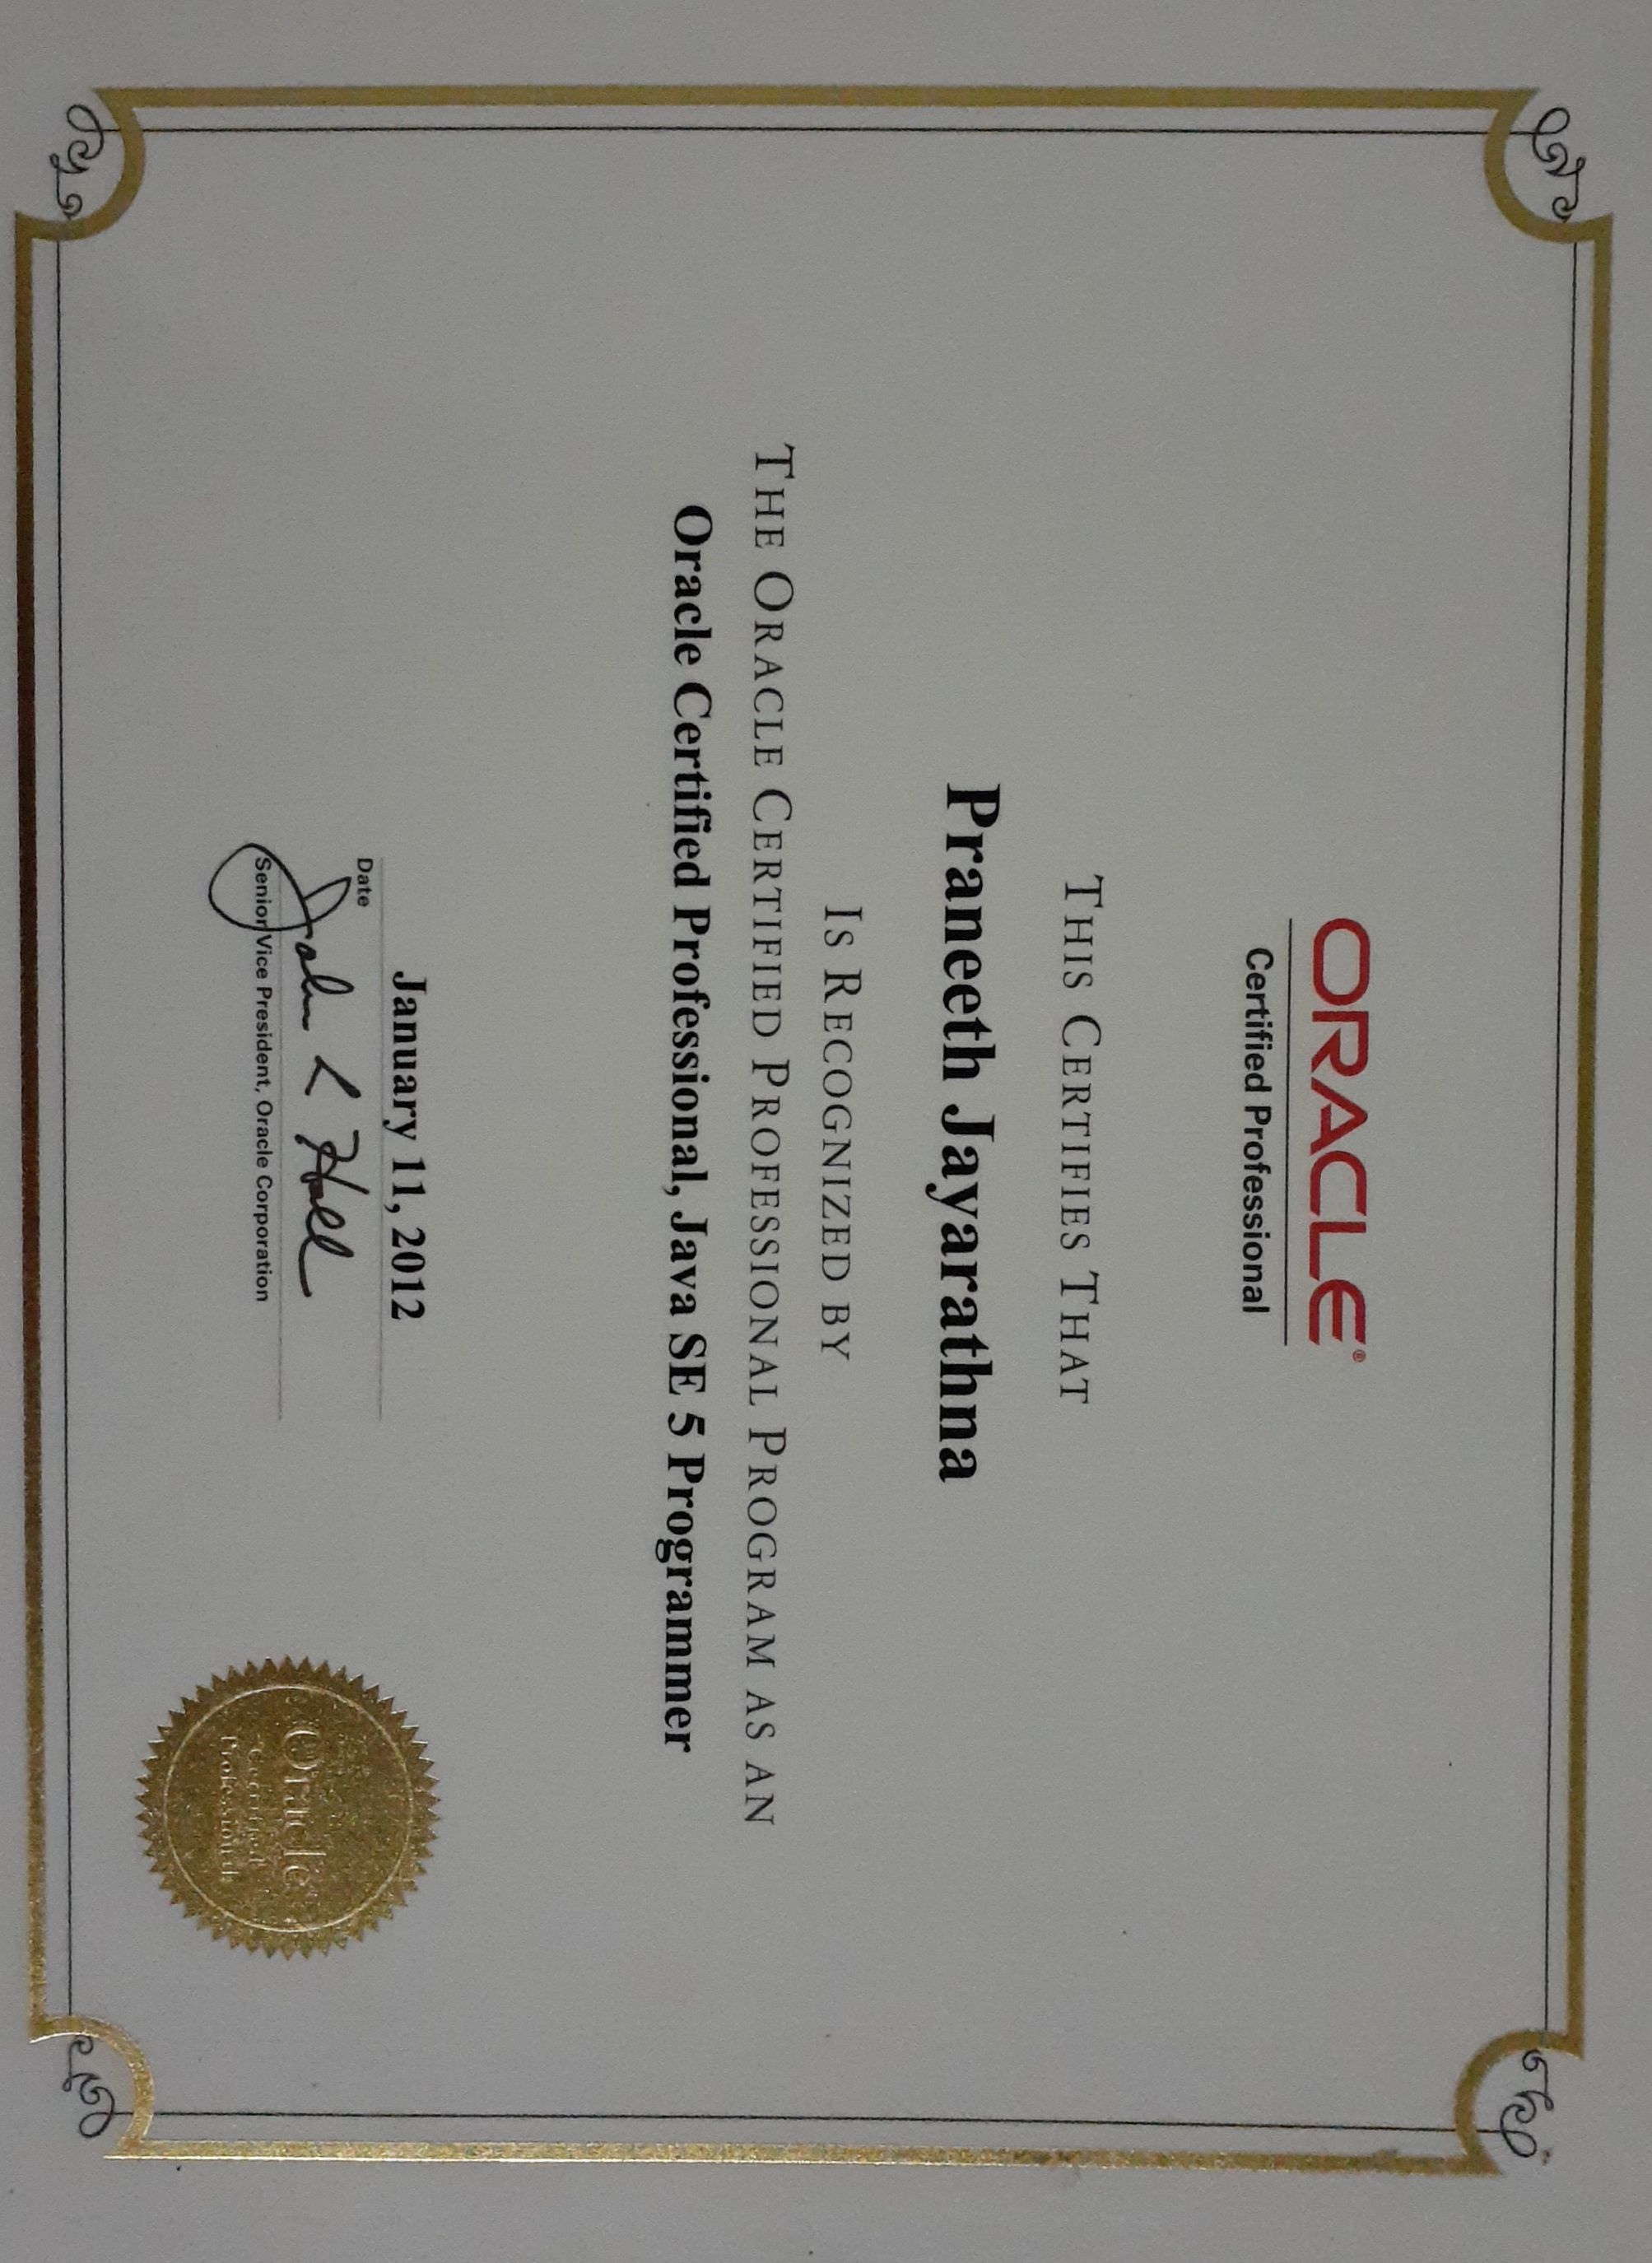 ORACLE®
Certified Professional
THIS CERTIFIES THAT
Praneeth Jayarathna
IS RECOGNIZED BY
THE ORACLE CERTIFIED PROFESSIONAL PROGRAM AS AN
Oracle Certified Professional, Java SE 5 Programmer
January 11, 2012
Date
John L Hall
Senior Vice President, Oracle Corporation
Oracle
Certified
Professional